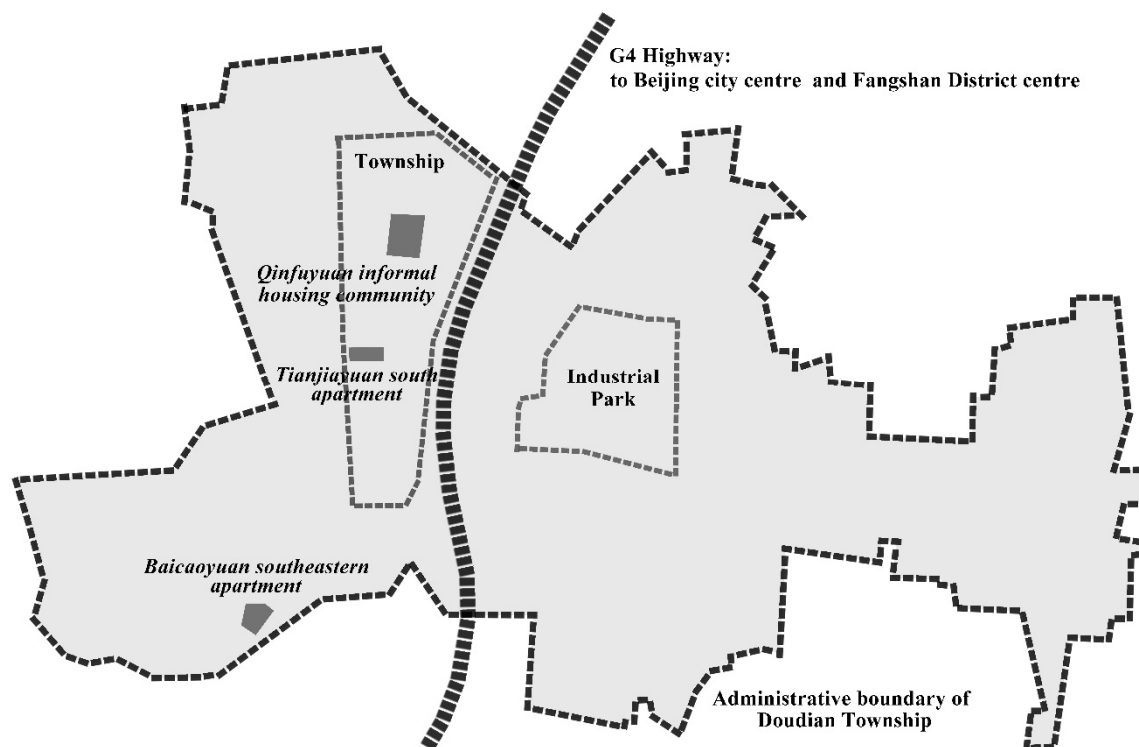 G4 Highway:
to Beijing city centre and Fangshan District centre
Township
Qinfuyuan informal
housing community
Tianjiayuan south
apartment
Industrial
Park
Baicaoyuan southeastern
apartment
Administrative boundary of
Doudian Township